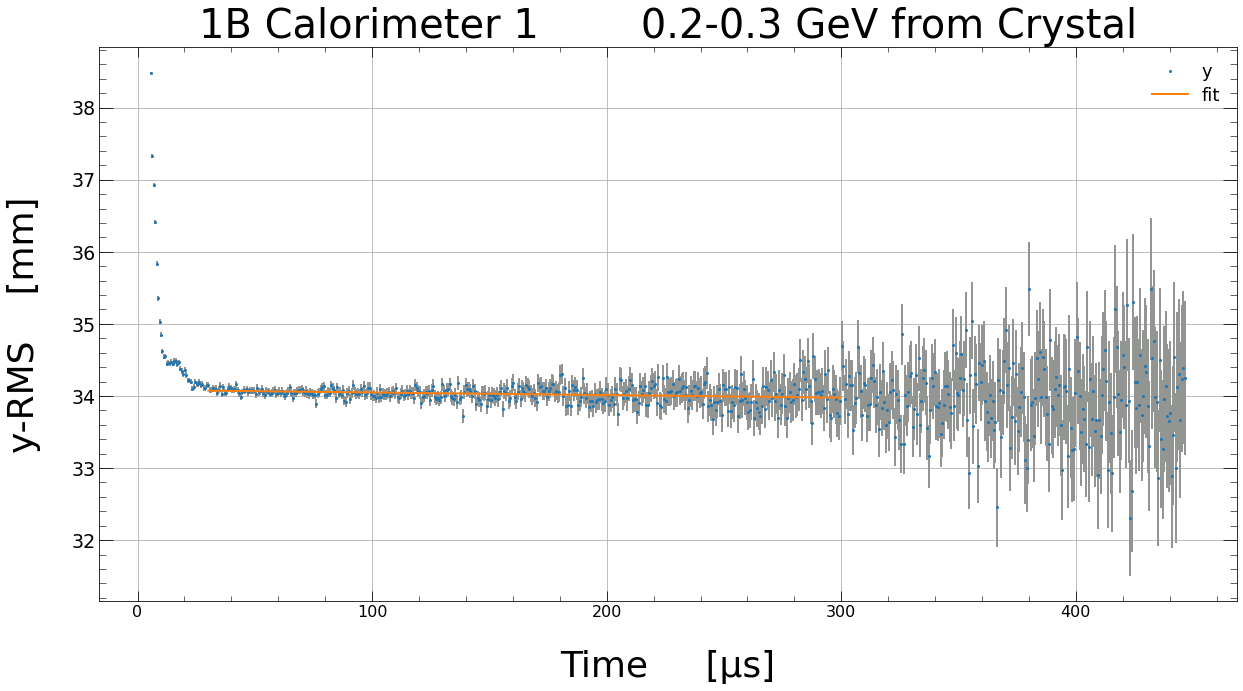 1B Calorimeter 1 0.2-0.3 GeV from Crystal
y
fit
y-RMS [mm]
38
37
36
35
34
33
32
0 100 200 300 400
Time [μs]